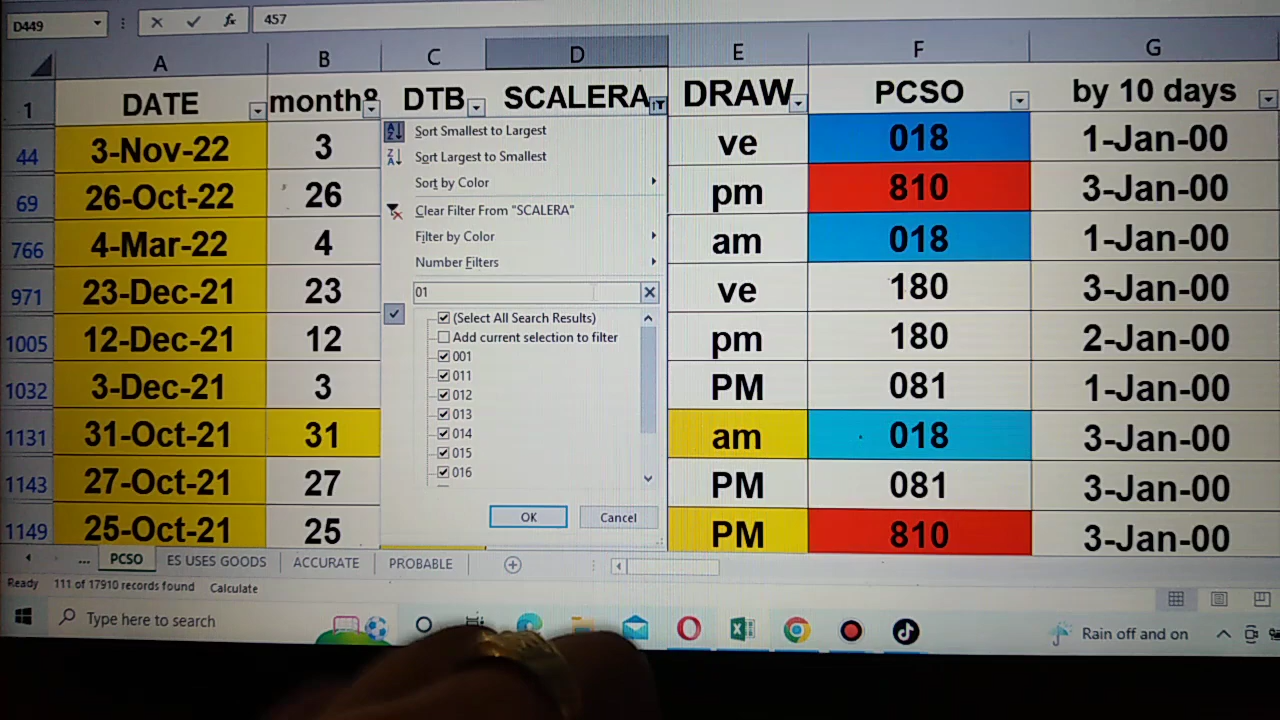 D449 fx 457
A B C D E F G
1 DATE DTB SCALERA DRAW PCSO by 10 days
44 3-Nov-22 3 ve 018 1-Jan-00
69 26-Oct-22 26 pm 810 3-Jan-00
766 4-Mar-22 4 am 018 1-Jan-00
971 23-Dec-21 23 ve 180 3-Jan-00
1005 12-Dec-21 12 pm 180 2-Jan-00
1032 3-Dec-21 3 PM 081 1-Jan-00
1131 31-Oct-21 31 am 018 3-Jan-00
1143 27-Oct-21 27 PM 081 3-Jan-00
1149 25-Oct-21 25 PM 810 3-Jan-00
Sort Smallest to Largest
Sort Largest to Smallest
Sort by Color
Clear Filter From "SCALERA"
Filter by Color
Number Filters
01
(Select All Search Results)
Add current selection to filter
001
011
012
013
014
015
016
OK Cancel
... PCSO ES USES GOODS ACCURATE PROBABLE
Ready 111 of 17910 records found Calculate
Type here to search Rain off and on